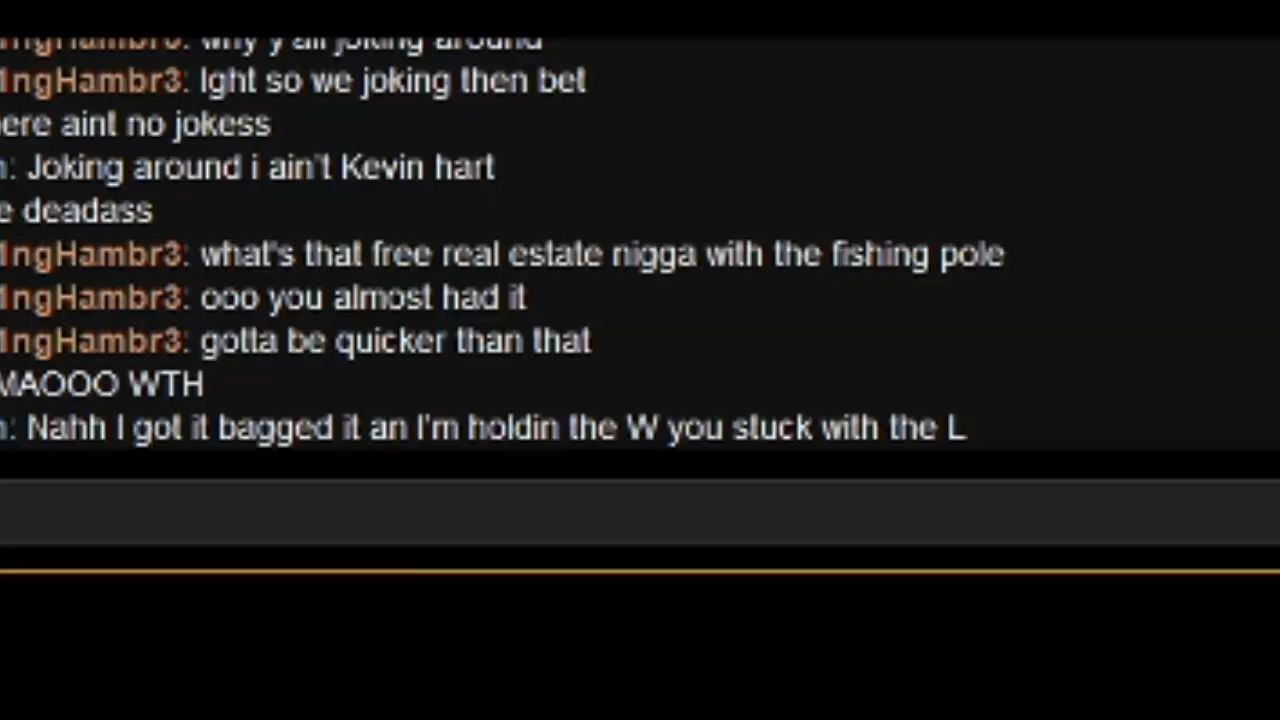 1ngHambr3: why y'all joking around
1ngHambr3: Ight so we joking then bet
ere aint no jokess
n: Joking around i ain't Kevin hart
e deadass
1ngHambr3: what's that free real estate nigga with the fishing pole
1ngHambr3: ooo you almost had it
1ngHambr3: gotta be quicker than that
MAOOO WTH
n: Nahh I got it bagged it an I'm holdin the W you stuck with the L